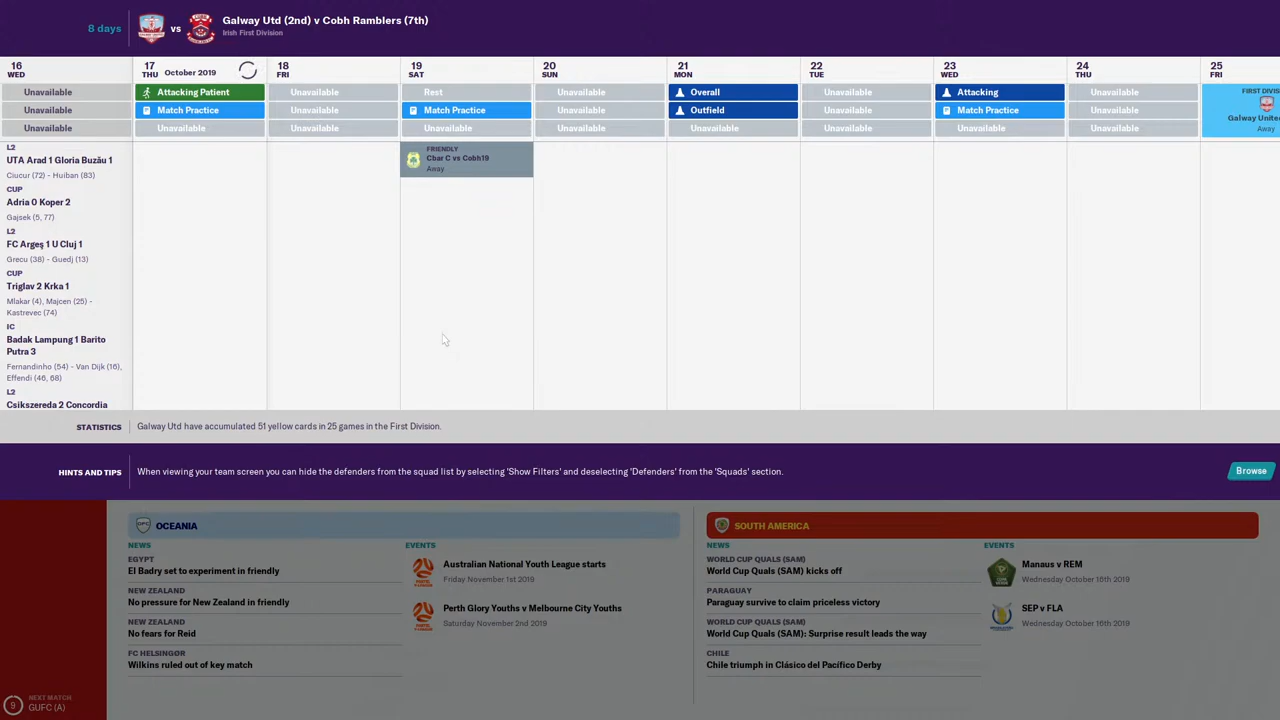 8 days
vs
Galway Utd (2nd) v Cobh Ramblers (7th)
Irish First Division
16
WED
17
THU October 2019
18
FRI
19
SAT
20
SUN
21
MON
22
TUE
23
WED
24
THU
25
FRI
Unavailable
Attacking Patient
Unavailable
Rest
Unavailable
Overall
Unavailable
Attacking
Unavailable
FIRST DIVIS
Unavailable
Match Practice
Unavailable
Match Practice
Unavailable
Outfield
Unavailable
Match Practice
Unavailable
Galway Unite
Unavailable
Unavailable
Unavailable
Unavailable
Unavailable
Unavailable
Unavailable
Unavailable
Unavailable
Away
FRIENDLY
Cbar C vs Cobh19
Away
L2
UTA Arad 1 Gloria Buzău 1
Ciucur (72) - Huiban (83)
CUP
Adria 0 Koper 2
Gajsek (5, 77)
L2
FC Argeş 1 U Cluj 1
Grecu (38) - Guedj (13)
CUP
Triglav 2 Krka 1
Mlakar (4), Majcen (25) -
Kastrevec (74)
IC
Badak Lampung 1 Barito
Putra 3
Fernandinho (54) - Van Dijk (16),
Effendi (46, 68)
L2
Csikszereda 2 Concordia
STATISTICS
Galway Utd have accumulated 51 yellow cards in 25 games in the First Division.
HINTS AND TIPS
When viewing your team screen you can hide the defenders from the squad list by selecting 'Show Filters' and deselecting 'Defenders' from the 'Squads' section.
Browse
OCEANIA
NEWS
EGYPT
El Badry set to experiment in friendly
NEW ZEALAND
No pressure for New Zealand in friendly
NEW ZEALAND
No fears for Reid
FC HELSINGØR
Wilkins ruled out of key match
EVENTS
Australian National Youth League starts
Friday November 1st 2019
Perth Glory Youths v Melbourne City Youths
Saturday November 2nd 2019
SOUTH AMERICA
NEWS
WORLD CUP QUALS (SAM)
World Cup Quals (SAM) kicks off
PARAGUAY
Paraguay survive to claim priceless victory
WORLD CUP QUALS (SAM)
World Cup Quals (SAM): Surprise result leads the way
CHILE
Chile triumph in Clásico del Pacífico Derby
EVENTS
Manaus v REM
Wednesday October 16th 2019
SEP v FLA
Wednesday October 16th 2019
9
NEXT MATCH
GUFC (A)